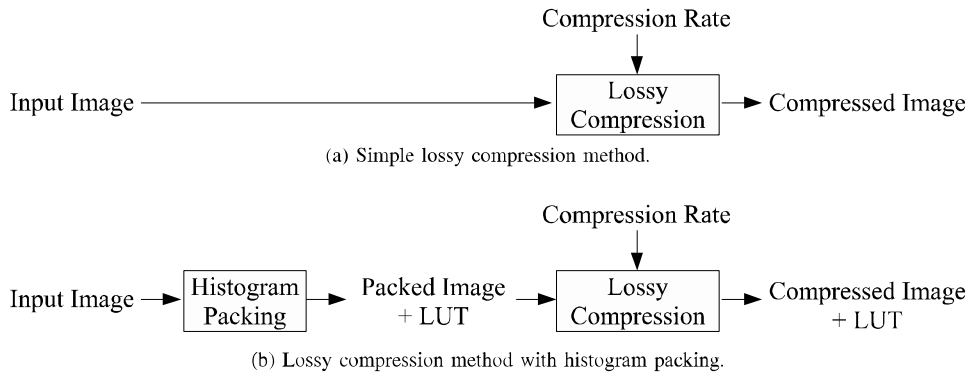 Compression Rate
Input Image
Lossy
Compression
Compressed Image
(a) Simple lossy compression method.
Compression Rate
Input Image
Histogram
Packing
Packed Image
+ LUT
Lossy
Compression
Compressed Image
+ LUT
(b) Lossy compression method with histogram packing.